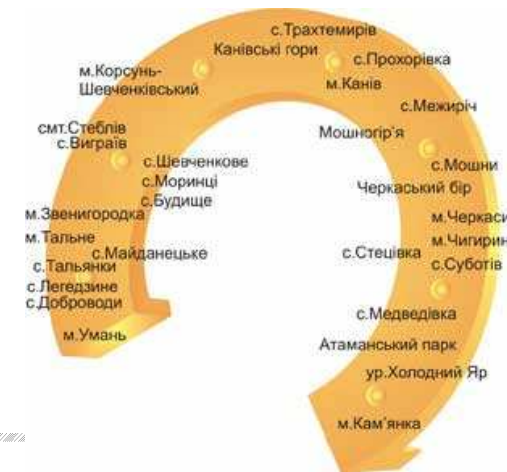 с.Трахтемирів
Канівські гори
с.Прохорівка
м.Корсунь-
Шевченківський
м.Канів
с.Межиріч
смт.Стеблів
с.Виграїв
Мошногір'я
с.Шевченкове
с.Мошни
с.Моринці
Черкаський бір
с.Будище
м.Звенигородка
м.Черкаси
м.Тальне
м.Чигирин
с.Майданецьке
с.Стецівка
с.Тальянки
с.Суботів
с.Легедзине
с.Доброводи
с.Медведівка
м.Умань
Атаманський парк
ур.Холодний Яр
м.Кам'янка